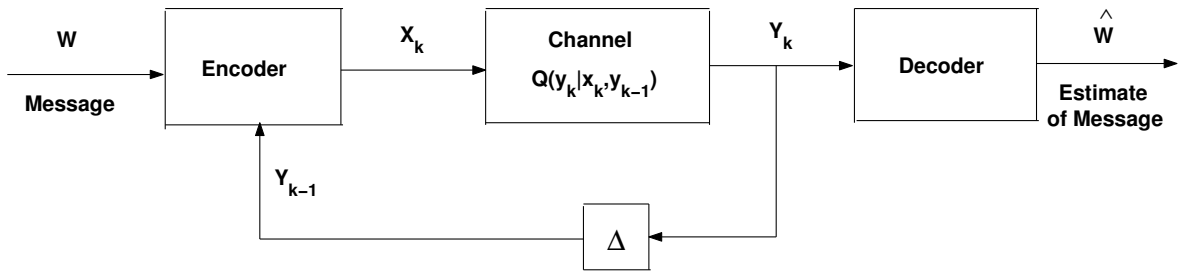 W
Message
Encoder
X_k
Channel
Q(y_k|x_k,y_{k-1})
Y_k
Decoder
Ŵ
Estimate
of Message
Y_{k-1}
Δ